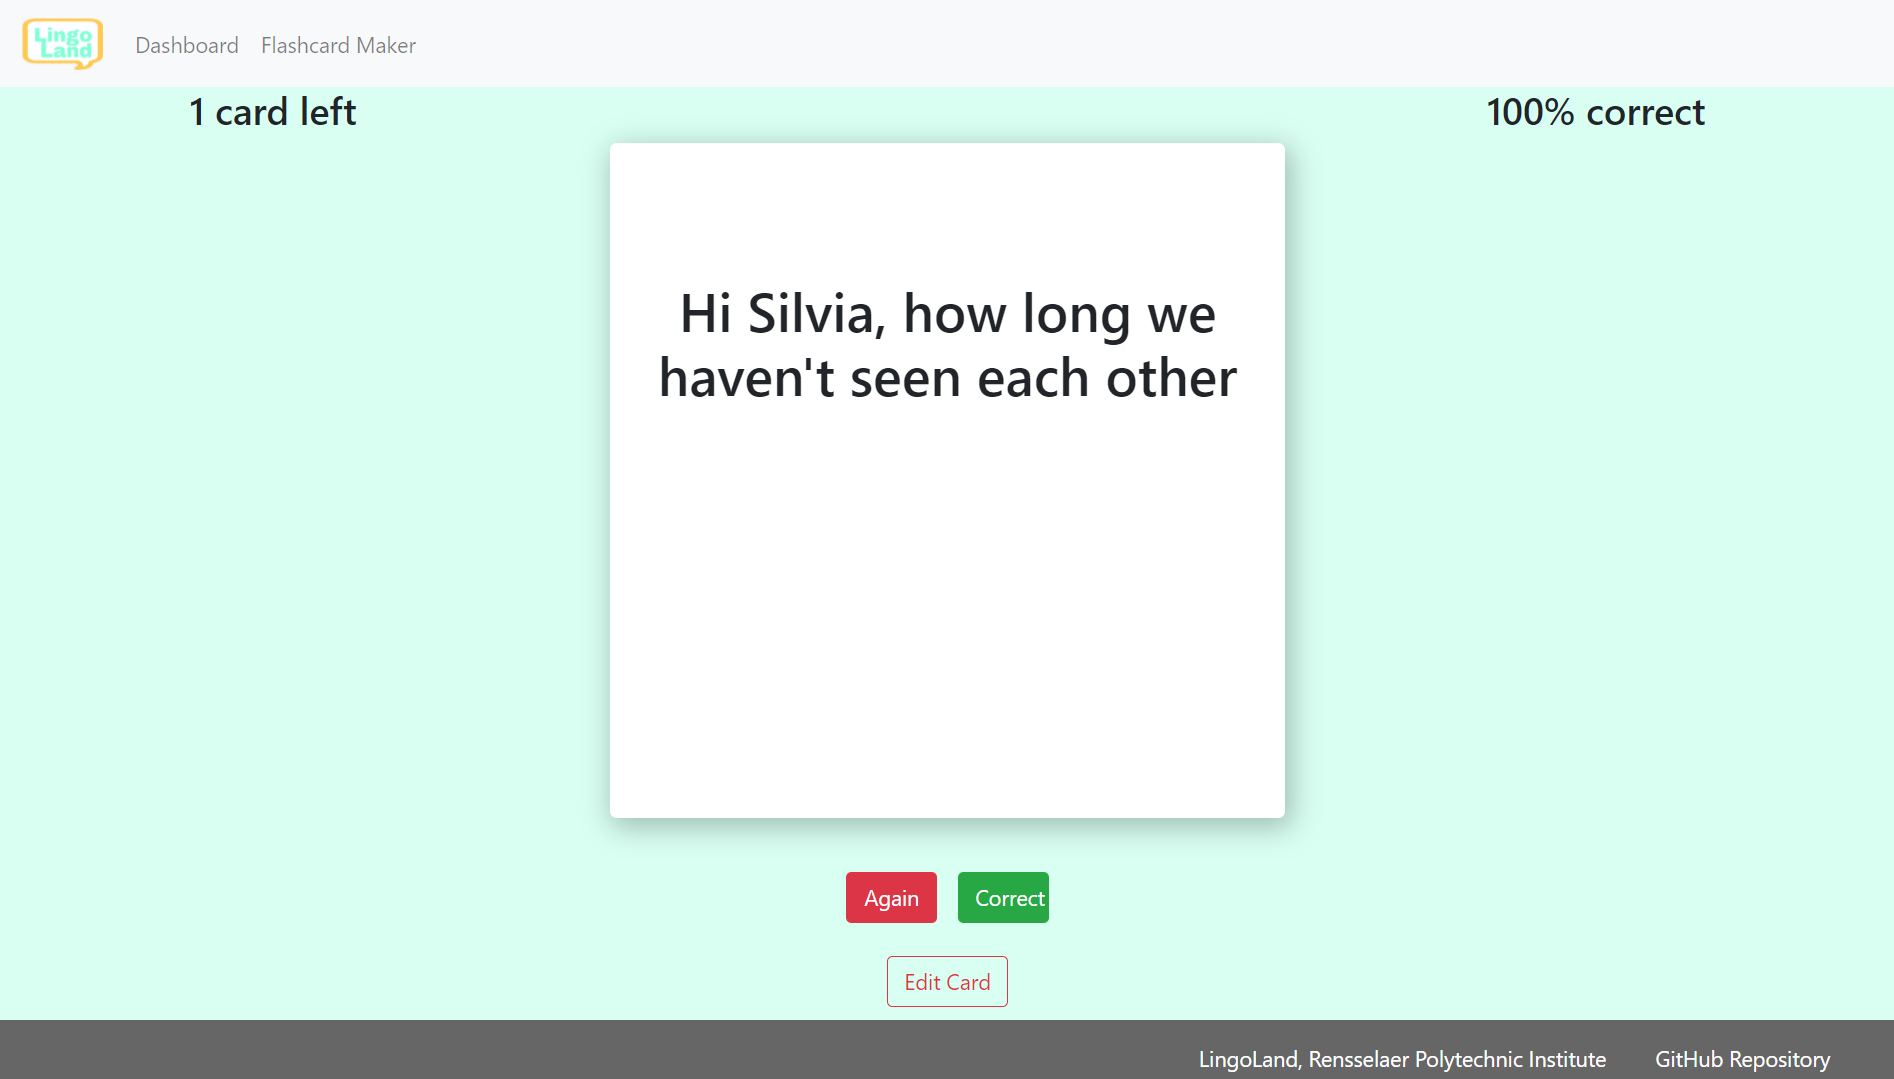 Lingo
Land
Dashboard
Flashcard Maker
1 card left
100% correct
Hi Silvia, how long we
haven't seen each other
Again
Correct
Edit Card
LingoLand, Rensselaer Polytechnic Institute
GitHub Repository